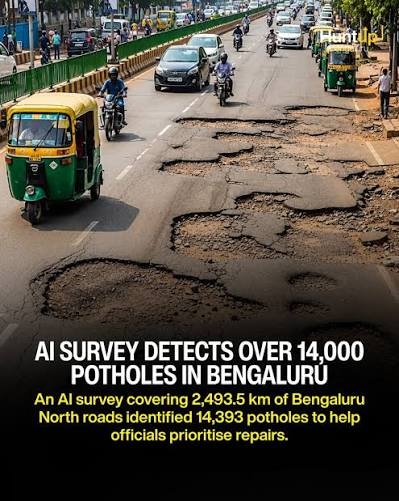 HuntUp
AI SURVEY DETECTS OVER 14,000
POTHOLES IN BENGALURU
An AI survey covering 2,493.5 km of Bengaluru
North roads identified 14,393 potholes to help
officials prioritise repairs.